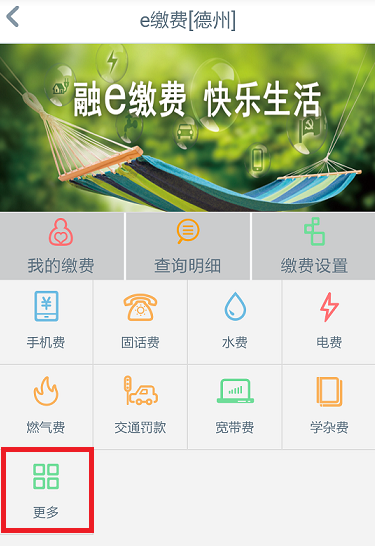 e缴费[德州]
融e缴费 快乐生活
我的缴费 查询明细 缴费设置
手机费 固话费 水费 电费
燃气费 交通罚款 宽带费 学杂费
更多